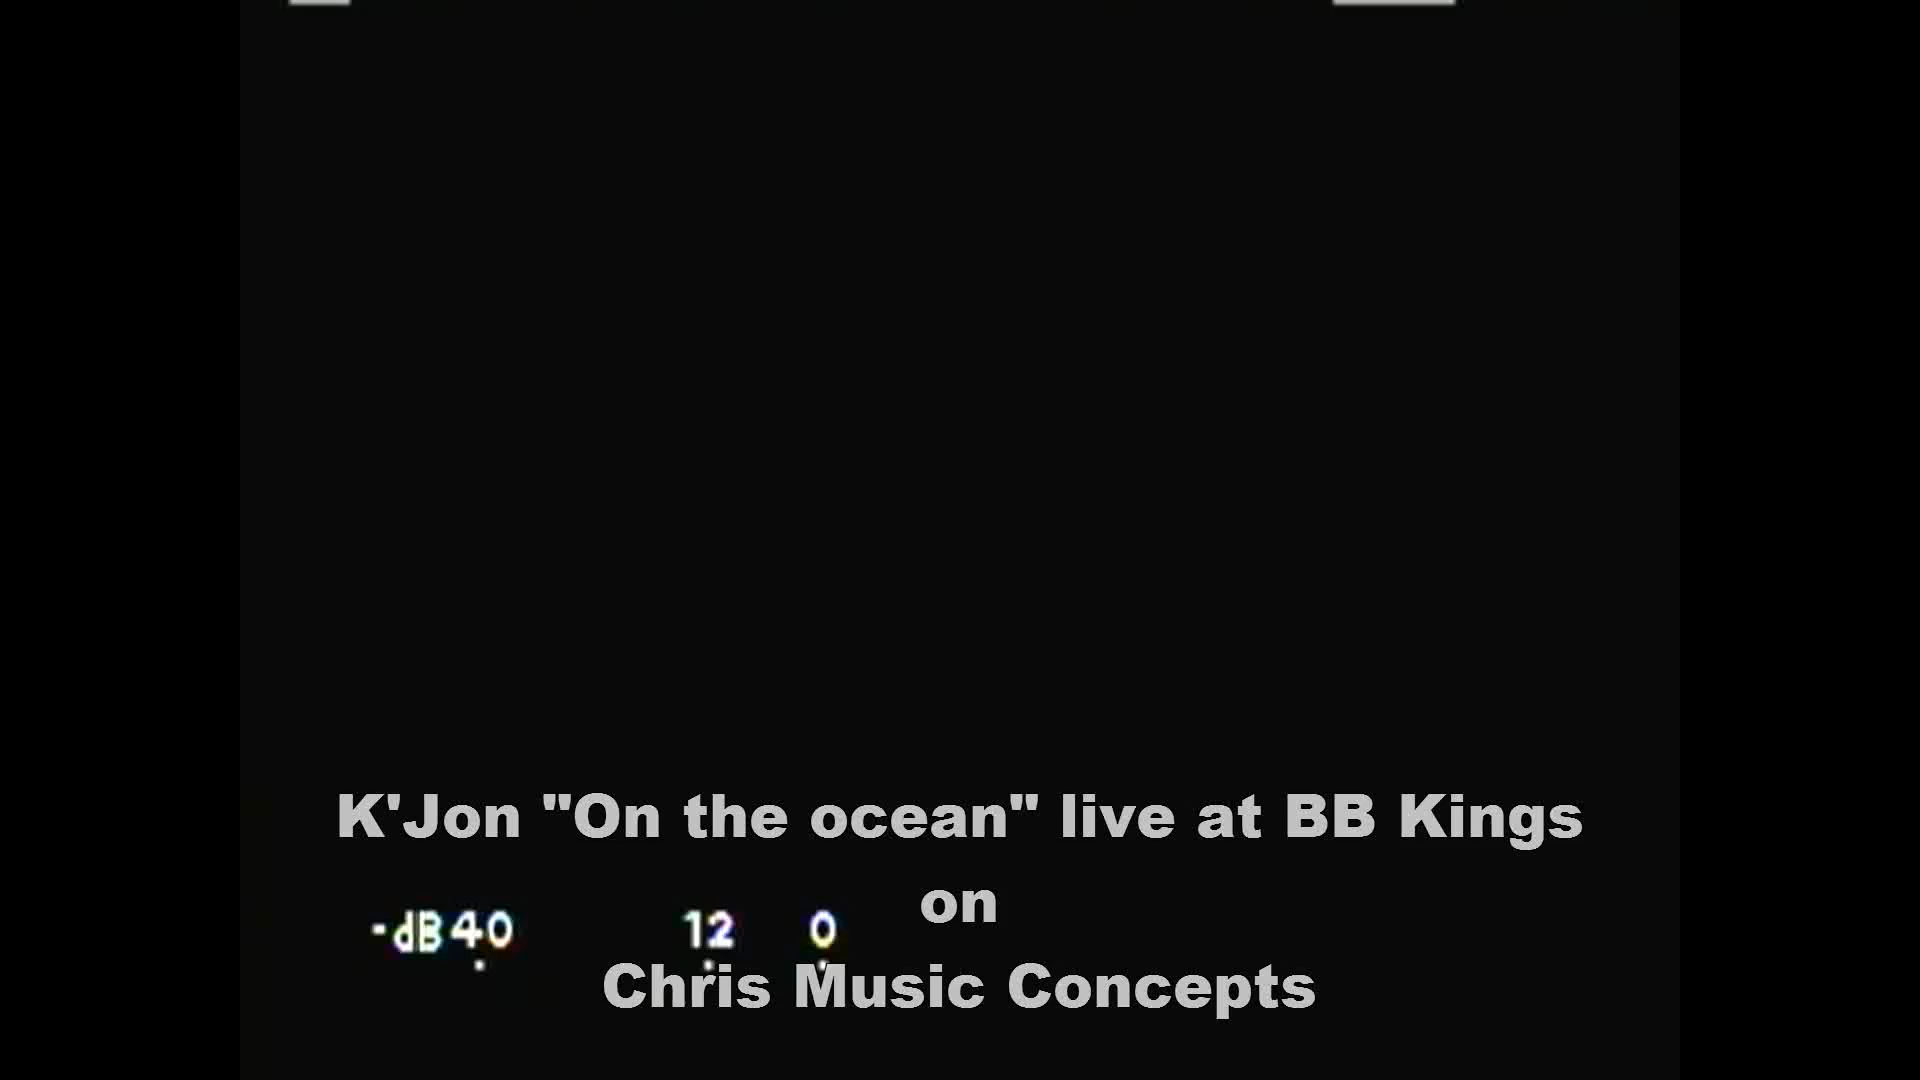 K'Jon "On the ocean" live at BB Kings
on
-dB 40 12 0
Chris Music Concepts